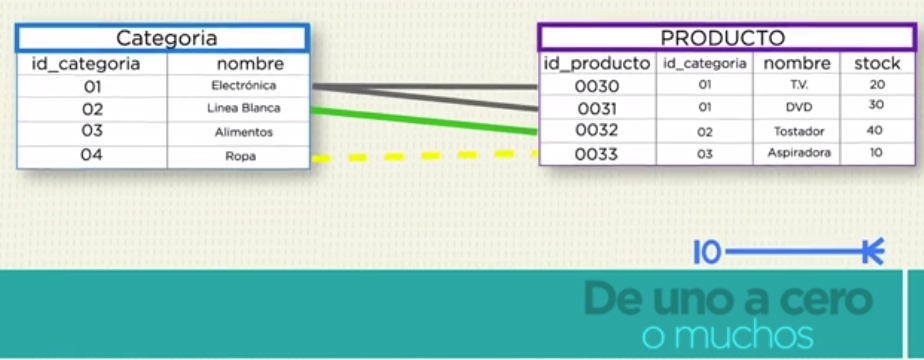 Categoria
id_categoria nombre
01 Electrónica
02 Linea Blanca
03 Alimentos
04 Ropa
PRODUCTO
id_producto id_categoria nombre stock
0030 01 T.V. 20
0031 01 DVD 30
0032 02 Tostador 40
0033 03 Aspiradora 10
De uno a cero
o muchos